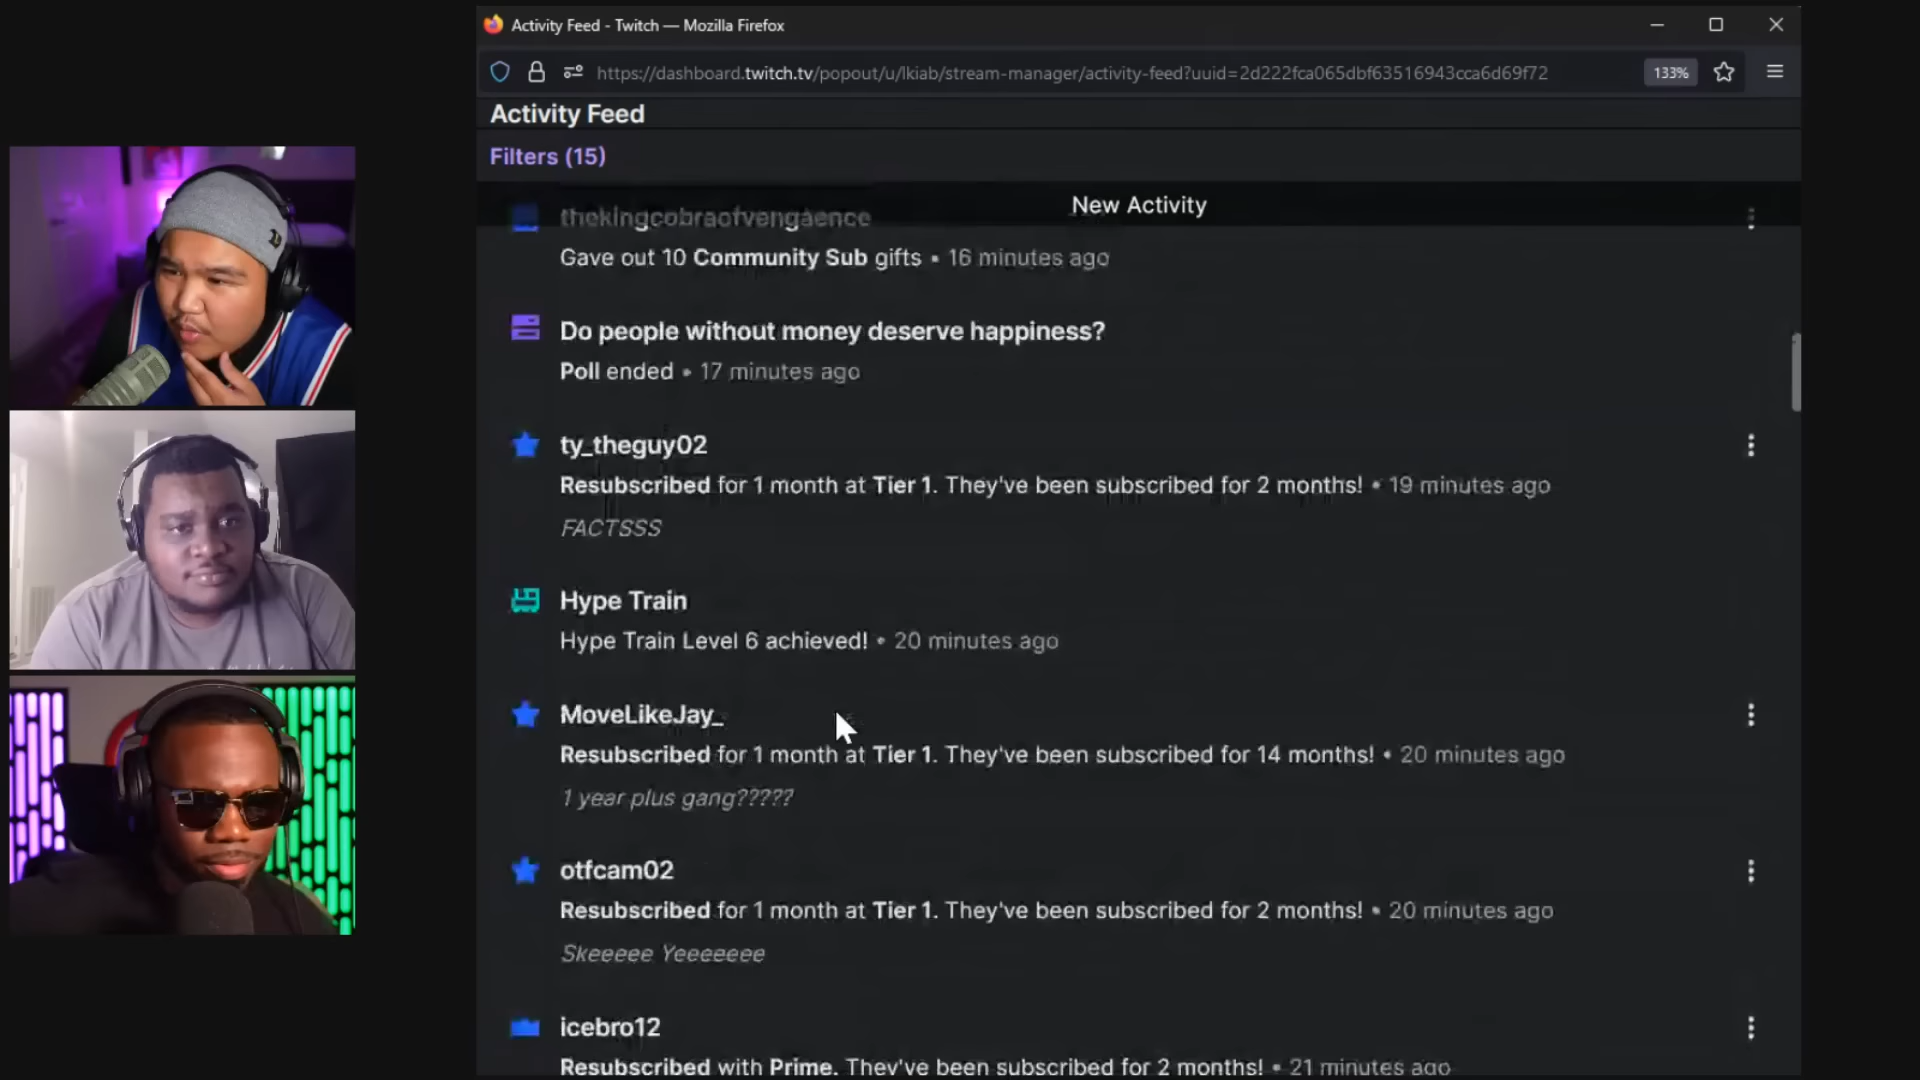 Activity Feed - Twitch — Mozilla Firefox
https://dashboard.twitch.tv/popout/u/lkiab/stream-manager/activity-feed?uuid=2d222fca065dbf63516943cca6d69f72
133%
Activity Feed
Filters (15)
New Activity
thekingcobraofvengaence
Gave out 10 Community Sub gifts • 16 minutes ago
Do people without money deserve happiness?
Poll ended • 17 minutes ago
ty_theguy02
Resubscribed for 1 month at Tier 1. They've been subscribed for 2 months! • 19 minutes ago
FACTSSS
Hype Train
Hype Train Level 6 achieved! • 20 minutes ago
MoveLikeJay_
Resubscribed for 1 month at Tier 1. They've been subscribed for 14 months! • 20 minutes ago
1 year plus gang?????
otfcam02
Resubscribed for 1 month at Tier 1. They've been subscribed for 2 months! • 20 minutes ago
Skeeeee Yeeeeeee
icebro12
Resubscribed with Prime. They've been subscribed for 2 months! • 21 minutes ago